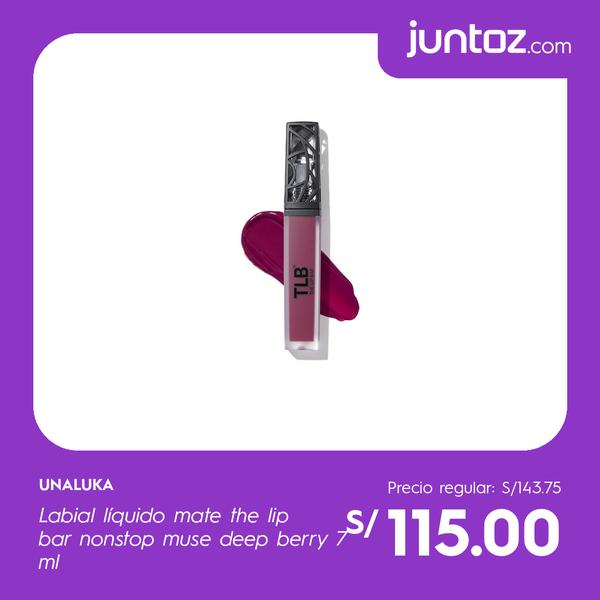 juntoz.com
TLB
UNALUKA
Labial líquido mate the lip
bar nonstop muse deep berry 7
ml
Precio regular: S/143.75
S/ 115.00